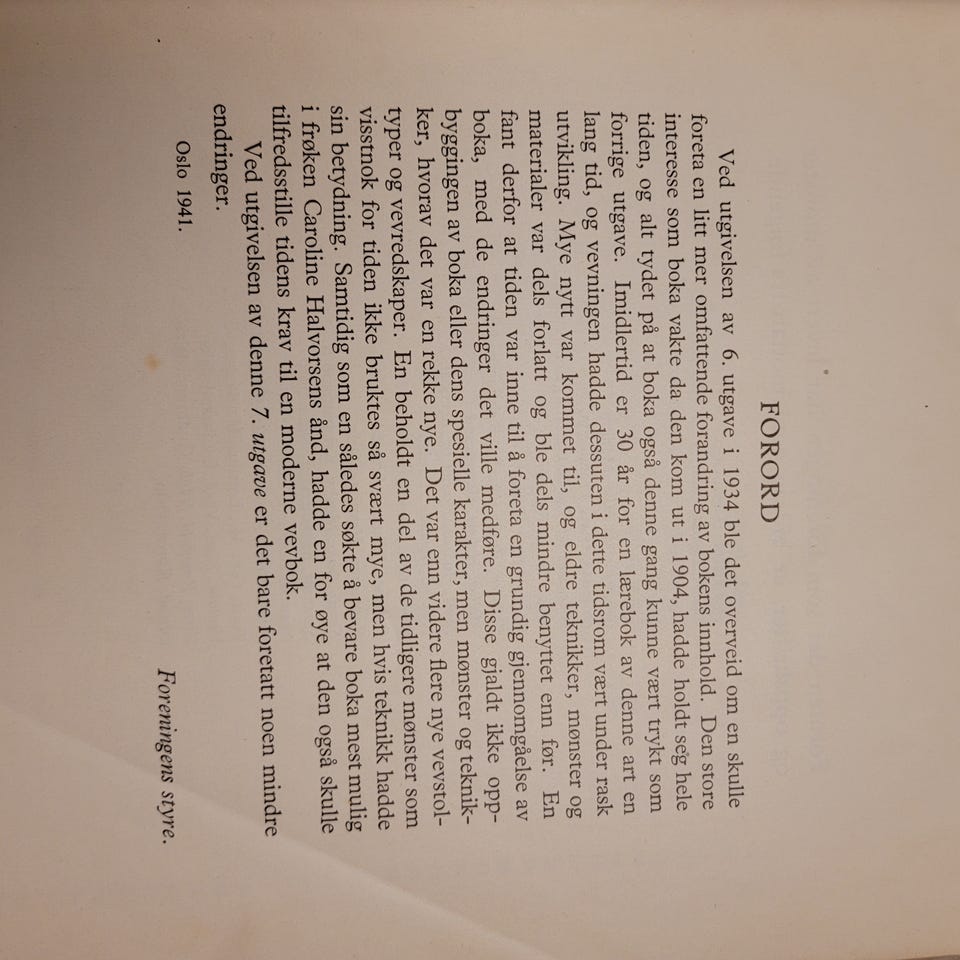 FORORD
Ved utgivelsen av 6. utgave i 1934 ble det overveid om en skulle
foreta en litt mer omfattende forandring av bokens innhold. Den store
interesse som boka vakte da den kom ut i 1904, hadde holdt seg hele
tiden, og alt tydet på at boka også denne gang kunne vært trykt som
forrige utgave. Imidlertid er 30 år for en lærebok av denne art en
lang tid, og vevningen hadde dessuten i dette tidsrom vært under rask
utvikling. Mye nytt var kommet til, og eldre teknikker, mønster og
materialer var dels forlatt og ble dels mindre benyttet enn før. En
fant derfor at tiden var inne til å foreta en grundig gjennomgåelse av
boka, med de endringer det ville medføre. Disse gjaldt ikke opp-
byggingen av boka eller dens spesielle karakter, men mønster og teknik-
ker, hvorav det var en rekke nye. Det var enn videre flere nye vevstol-
typer og vevredskaper. En beholdt en del av de tidligere mønster som
visstnok for tiden ikke bruktes så svært mye, men hvis teknikk hadde
sin betydning. Samtidig som en således søkte å bevare boka mest mulig
i frøken Caroline Halvorsens ånd, hadde en for øye at den også skulle
tilfredsstille tidens krav til en moderne vevbok.
Ved utgivelsen av denne 7. utgave er det bare foretatt noen mindre
endringer.
Oslo 1941.
Foreningens styre.